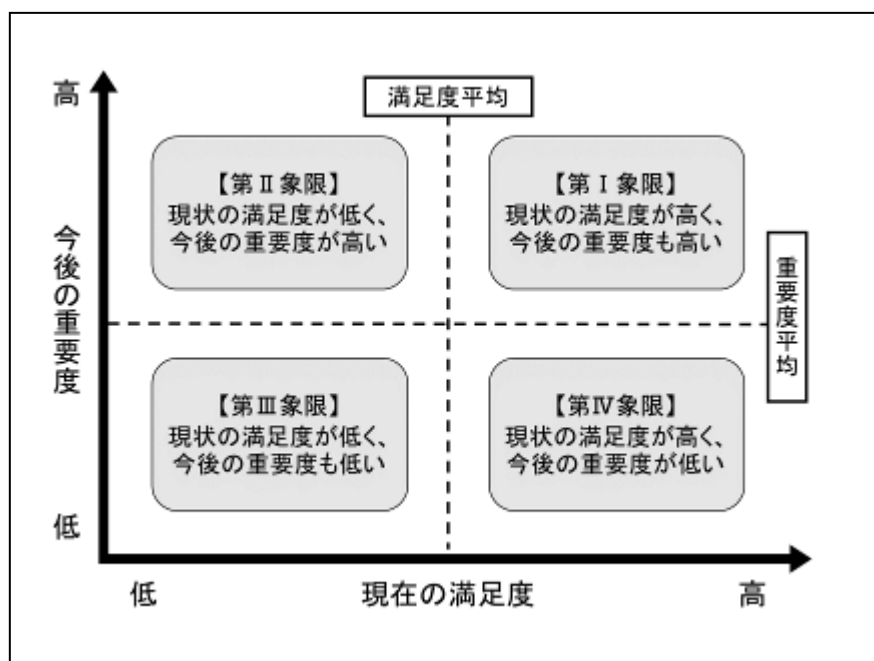 高
満足度平均
【第Ⅱ象限】
現状の満足度が低く、
今後の重要度が高い
【第Ⅰ象限】
現状の満足度が高く、
今後の重要度も高い
今後の重要度
重要度平均
【第Ⅲ象限】
現状の満足度が低く、
今後の重要度も低い
【第Ⅳ象限】
現状の満足度が高く、
今後の重要度が低い
低
低
現在の満足度
高